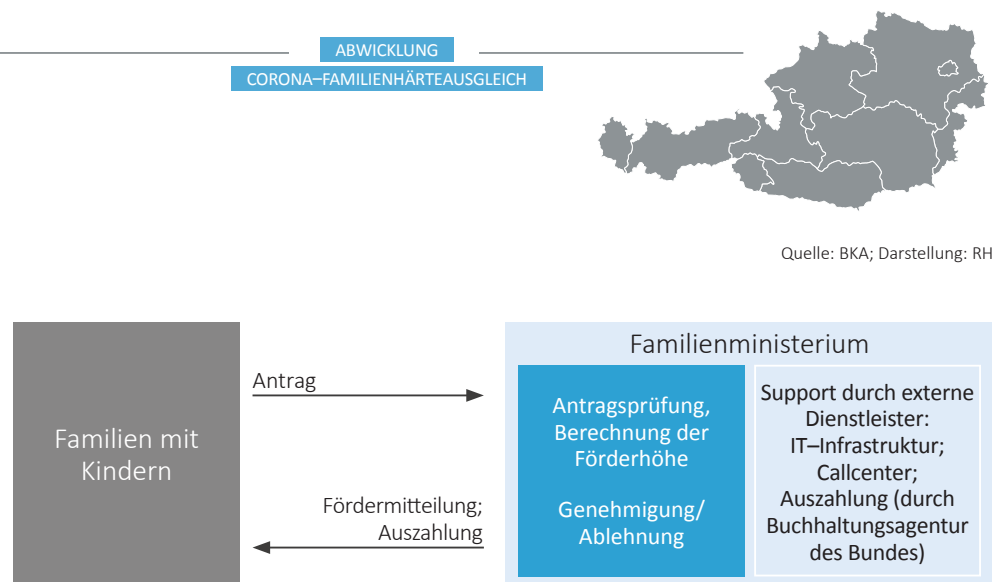 ABWICKLUNG
CORONA–FAMILIENHÄRTEAUSGLEICH
Quelle: BKA; Darstellung: RH
Familien mit
Kindern
Antrag
Fördermitteilung;
Auszahlung
Familienministerium
Antragsprüfung,
Berechnung der
Förderhöhe
Genehmigung/
Ablehnung
Support durch externe
Dienstleister:
IT–Infrastruktur;
Callcenter;
Auszahlung (durch
Buchhaltungsagentur
des Bundes)